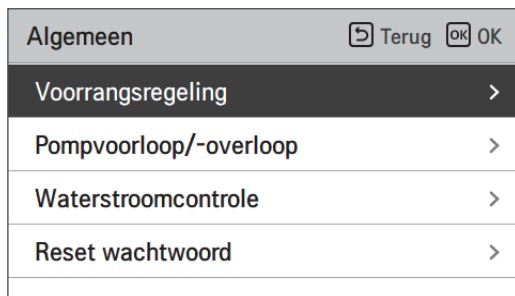 Algemeen Terug OK OK
Voorrangsregeling >
Pompvoorloop/-overloop >
Waterstroomcontrole >
Reset wachtwoord >